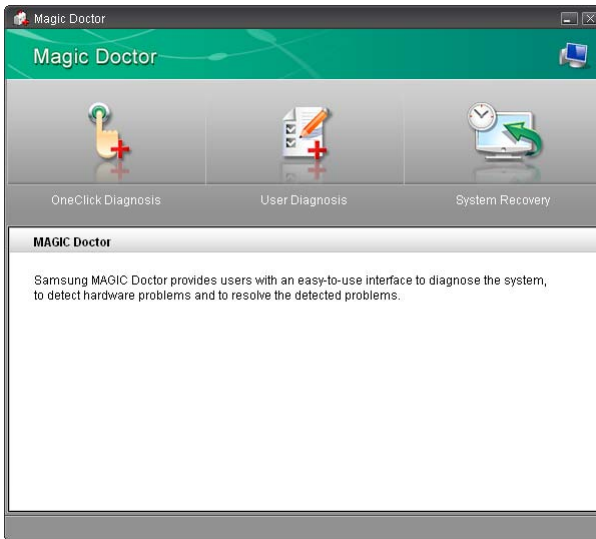 Magic Doctor
Magic Doctor
OneClick Diagnosis
User Diagnosis
System Recovery
MAGIC Doctor
Samsung MAGIC Doctor provides users with an easy-to-use interface to diagnose the system,
to detect hardware problems and to resolve the detected problems.